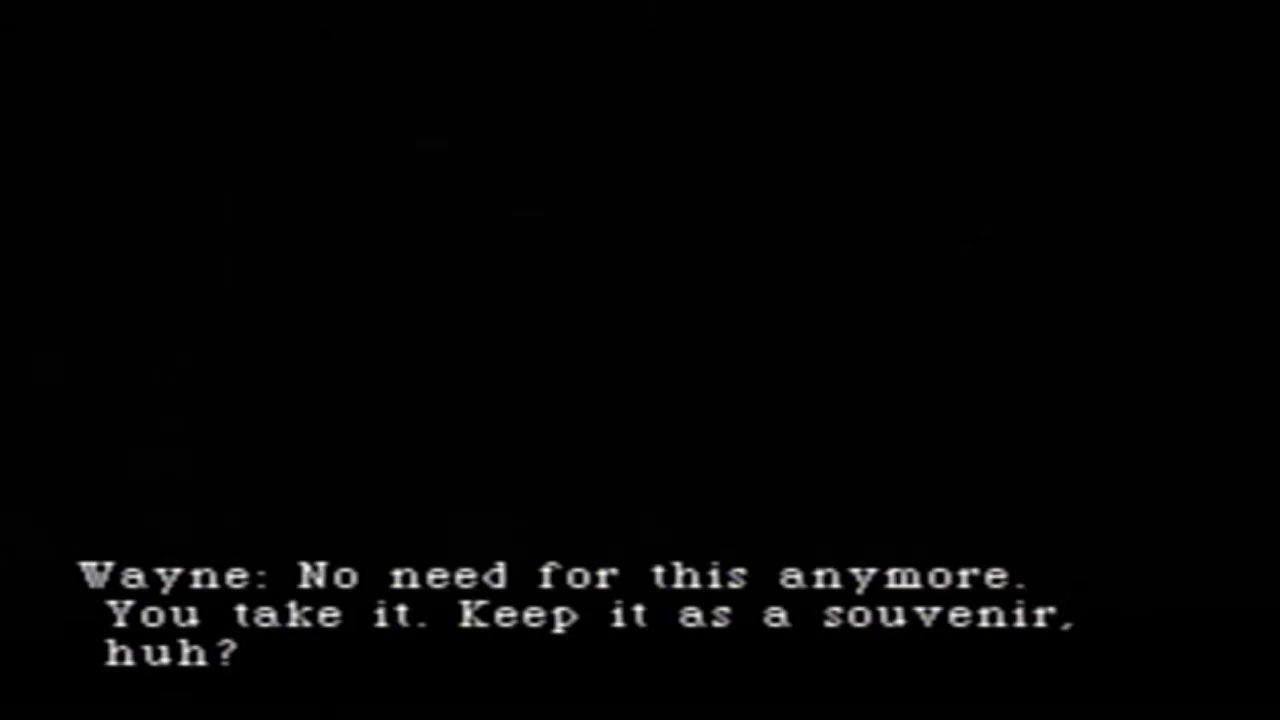 Wayne: No need for this anymore.
You take it. Keep it as a souvenir,
huh?